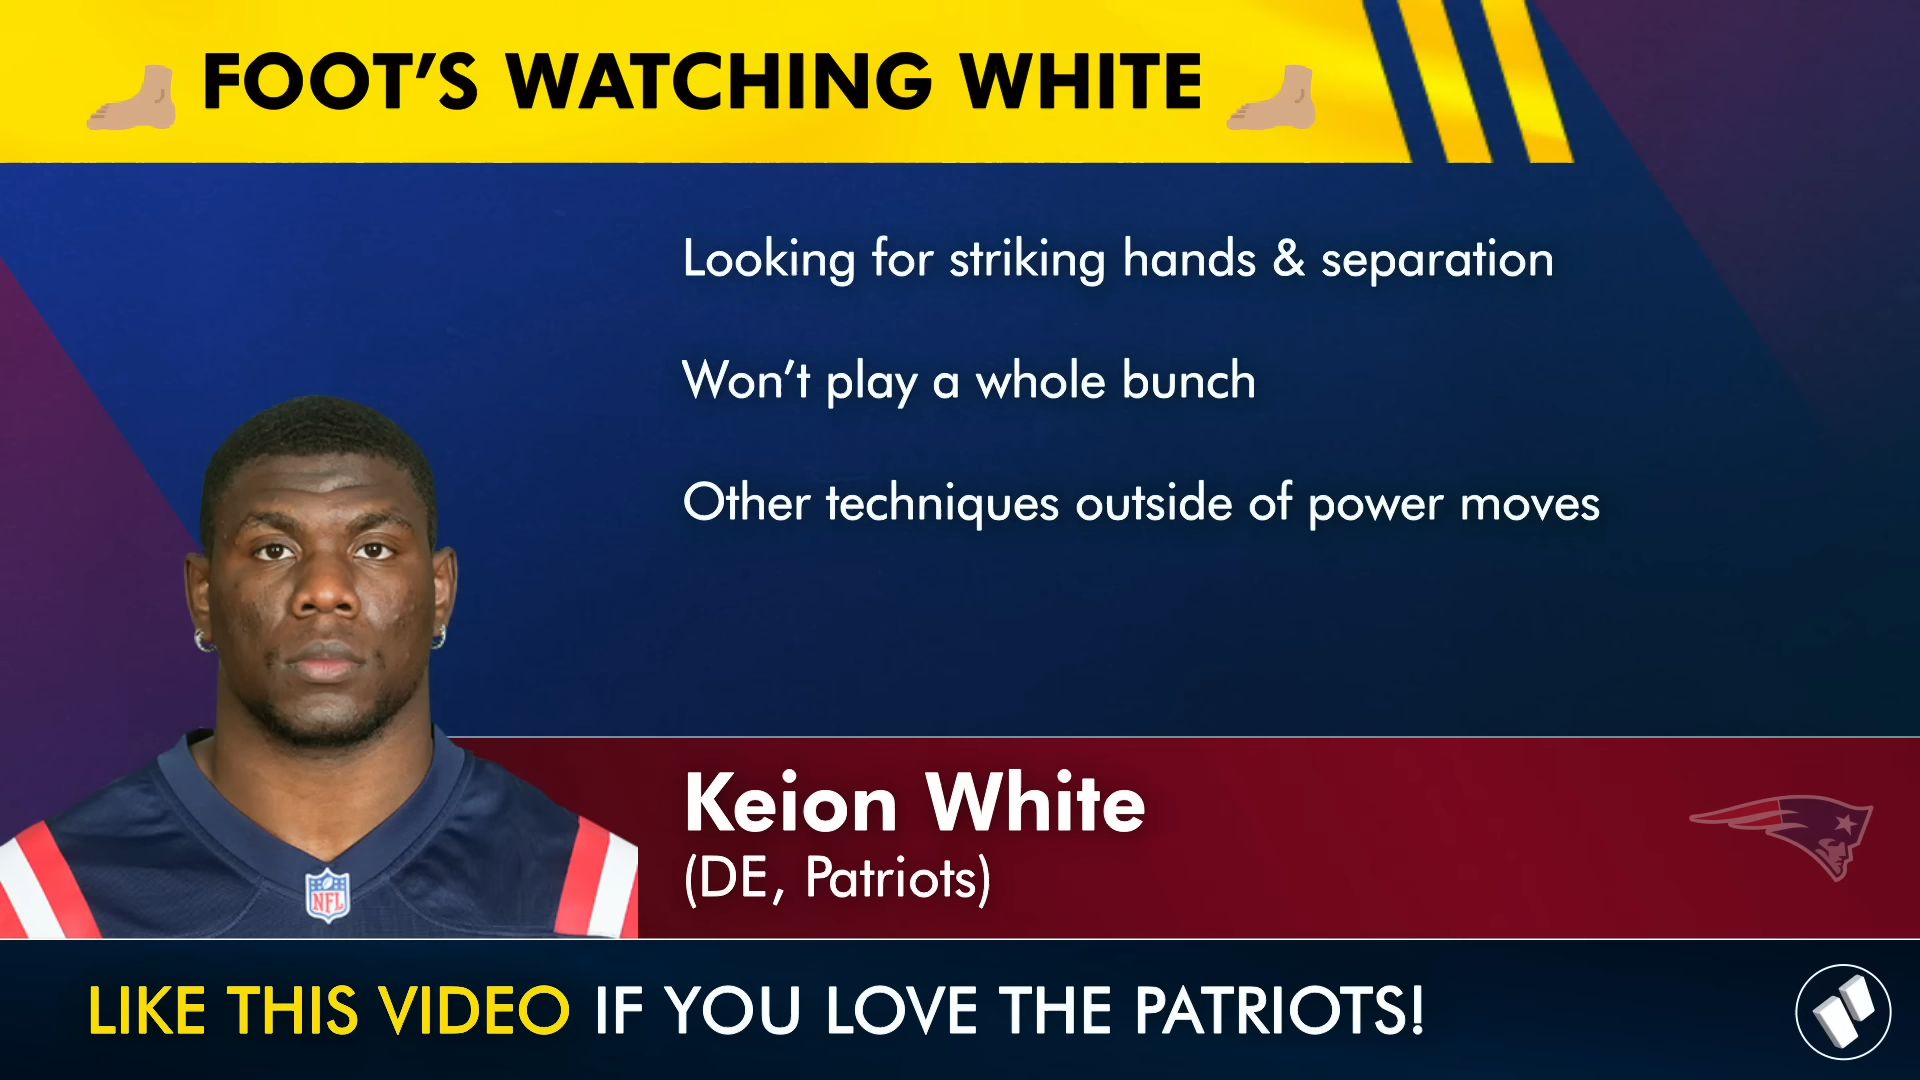 FOOT’S WATCHING WHITE
Looking for striking hands & separation
Won’t play a whole bunch
Other techniques outside of power moves
Keion White
(DE, Patriots)
NFL
LIKE THIS VIDEO IF YOU LOVE THE PATRIOTS!